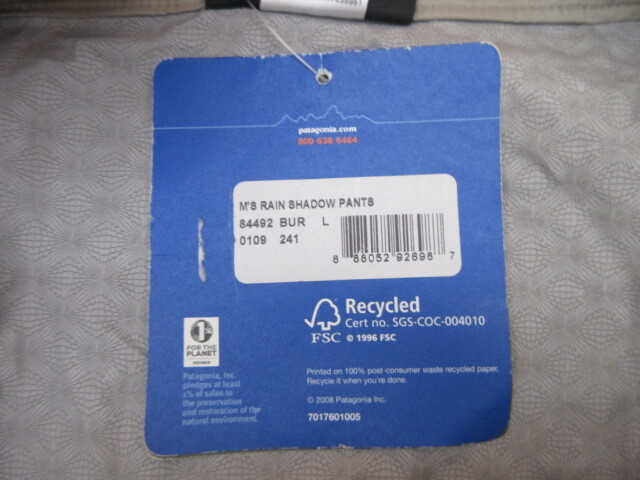 patagonia.com
800 638 6464
M'S RAIN SHADOW PANTS
84492 BUR L
0109 241
8 88052 92698 7
Recycled
Cert no. SGS-COC-004010
FSC © 1996 FSC
1%
FOR THE
PLANET
MEMBER
Patagonia, Inc.
pledges at least
1% of sales to
the preservation
and restoration of the
natural environment.
Printed on 100% post-consumer waste recycled paper.
Recycle it when you're done.
© 2008 Patagonia Inc.
7017601005